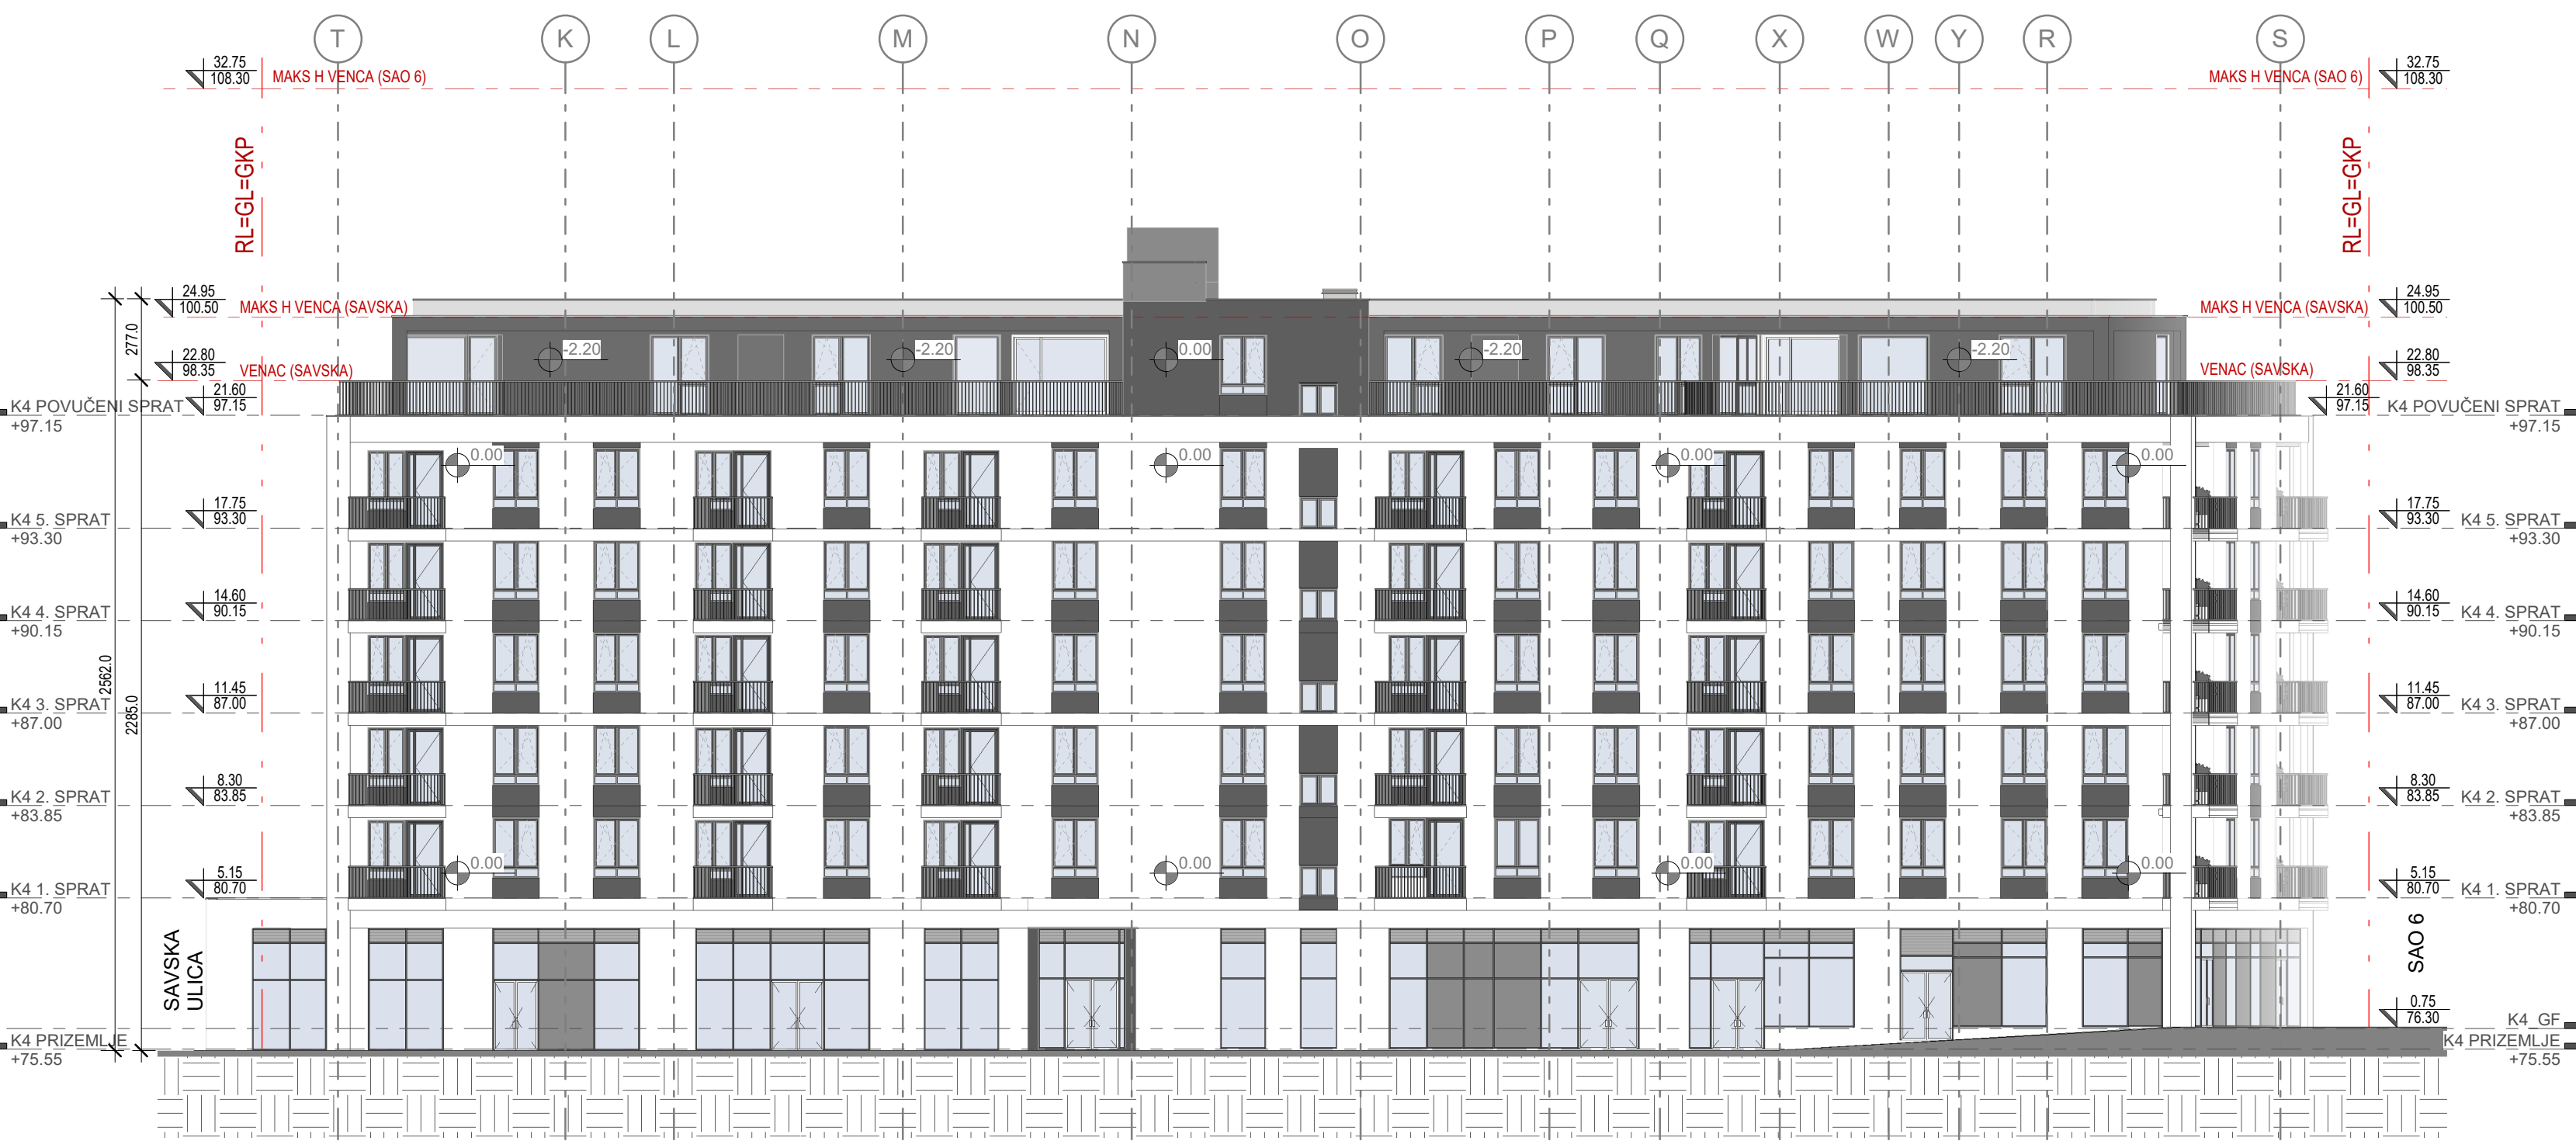 T K L M N O P Q X W Y R S
32.75
108.30
MAKS H VENCA (SAO 6)
MAKS H VENCA (SAO 6)
32.75
108.30
RL=GL=GKP
RL=GL=GKP
24.95
100.50
MAKS H VENCA (SAVSKA)
MAKS H VENCA (SAVSKA)
24.95
100.50
277.0
-2.20
-2.20
0.00
-2.20
-2.20
22.80
98.35
VENAC (SAVSKA)
VENAC (SAVSKA)
22.80
98.35
21.60
97.15
21.60
97.15
K4 POVUČENI SPRAT
+97.15
K4 POVUČENI SPRAT
+97.15
0.00
0.00
0.00
0.00
17.75
93.30
17.75
93.30
K4 5. SPRAT
+93.30
K4 5. SPRAT
+93.30
14.60
90.15
14.60
90.15
K4 4. SPRAT
+90.15
K4 4. SPRAT
+90.15
2562.0
2285.0
11.45
87.00
11.45
87.00
K4 3. SPRAT
+87.00
K4 3. SPRAT
+87.00
8.30
83.85
8.30
83.85
K4 2. SPRAT
+83.85
K4 2. SPRAT
+83.85
0.00
0.00
0.00
0.00
5.15
80.70
5.15
80.70
K4 1. SPRAT
+80.70
K4 1. SPRAT
+80.70
SAVSKA
ULICA
SAO 6
0.75
76.30
K4_GF
K4 PRIZEMLJE
+75.55
K4 PRIZEMLJE
+75.55